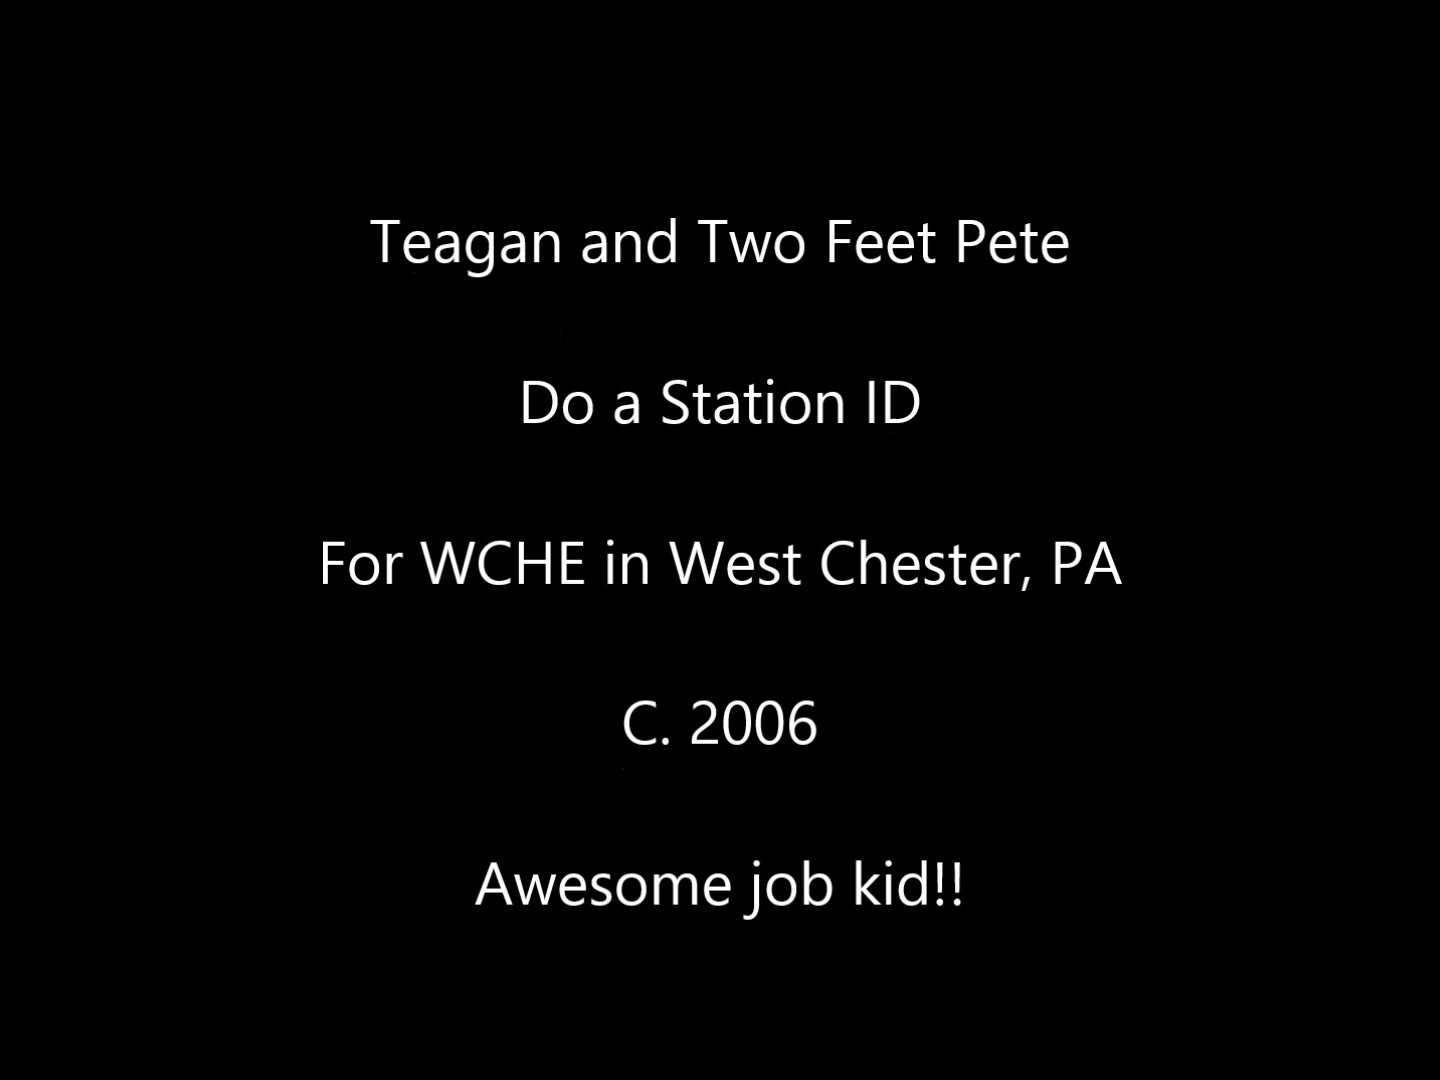 Teagan and Two Feet Pete
Do a Station ID
For WCHE in West Chester, PA
C. 2006
Awesome job kid!!